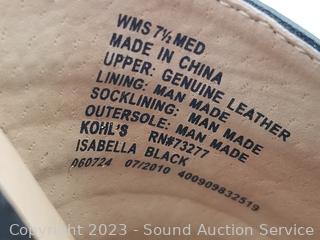 WMS 7½ MED
MADE IN CHINA
UPPER: GENUINE LEATHER
LINING: MAN MADE
SOCKLINING: MAN MADE
OUTERSOLE: MAN MADE
KOHL'S RN#73277
ISABELLA BLACK
A60724 07/2010 400909832519
Copyright © 2023 - Sound Auction Service